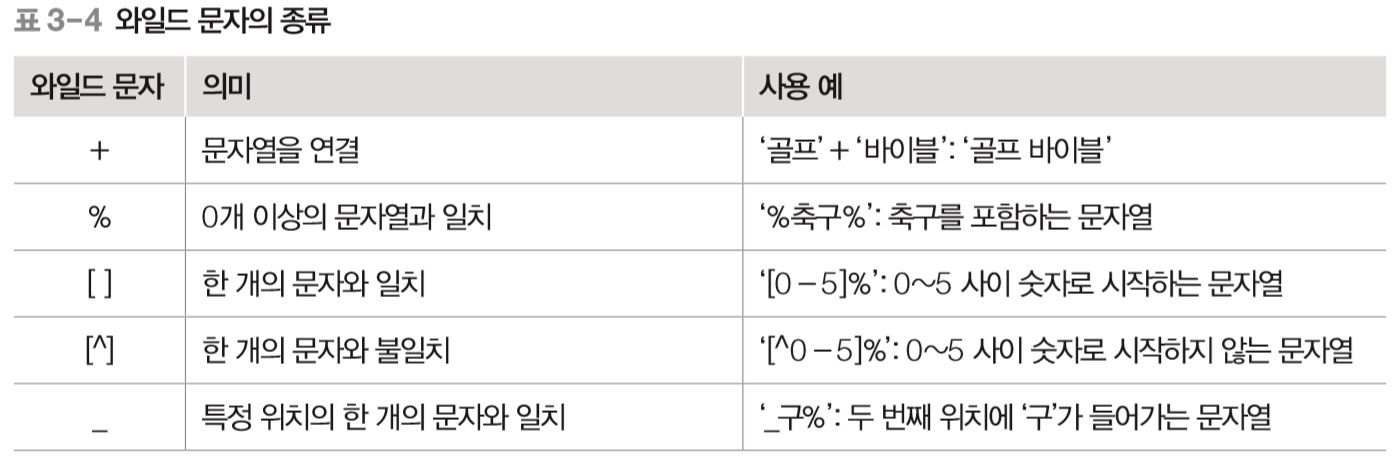 표 3-4 와일드 문자의 종류
와일드 문자 의미 사용 예
+ 문자열을 연결 ‘골프’ + ‘바이블’: ‘골프 바이블’
% 0개 이상의 문자열과 일치 ‘%축구%’: 축구를 포함하는 문자열
[ ] 한 개의 문자와 일치 ‘[0-5]%’: 0~5 사이 숫자로 시작하는 문자열
[^] 한 개의 문자와 불일치 ‘[^0-5]%’: 0~5 사이 숫자로 시작하지 않는 문자열
_ 특정 위치의 한 개의 문자와 일치 ‘_구%’: 두 번째 위치에 ‘구’가 들어가는 문자열